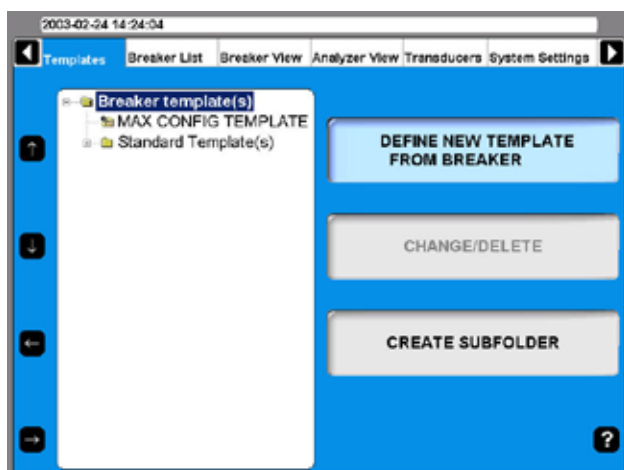 2003-02-24 14:24:04
Templates Breaker List Breaker View Analyzer View Transducers System Settings
Breaker template(s)
MAX CONFIG TEMPLATE
Standard Template(s)
DEFINE NEW TEMPLATE
FROM BREAKER
CHANGE/DELETE
CREATE SUBFOLDER
?